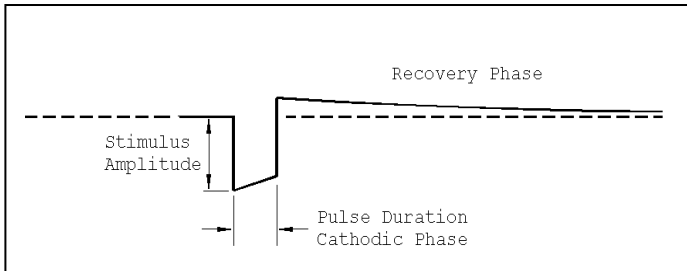 Recovery Phase
Stimulus
Amplitude
Pulse Duration
Cathodic Phase